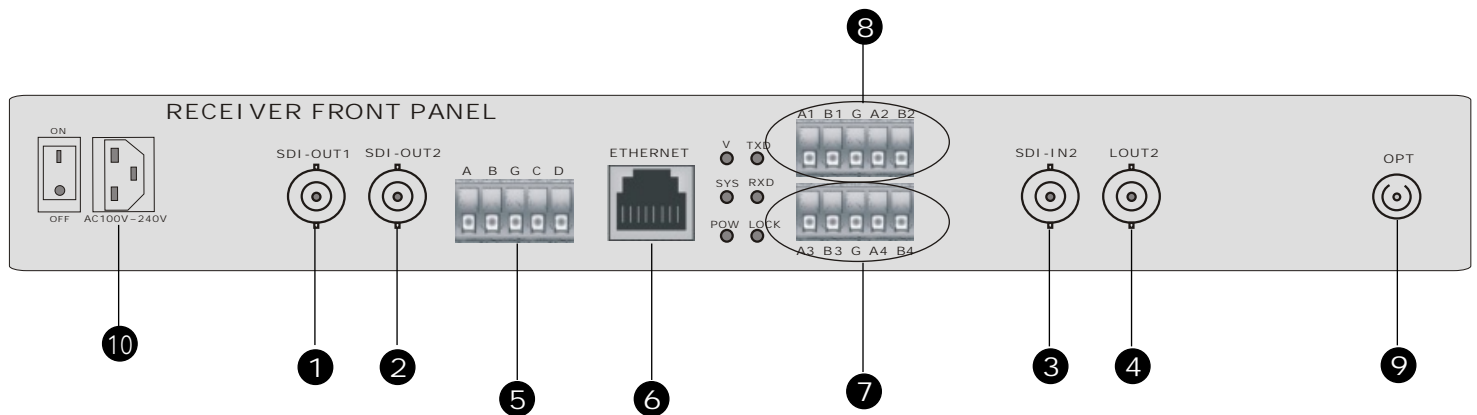 8
RECEIVER FRONT PANEL
A1 B1 G A2 B2
ON
OFF
AC100V~240V
SDI-OUT1 SDI-OUT2
A B G C D
ETHERNET
V TXD
SYS RXD
POW LOCK
A3 B3 G A4 B4
SDI-IN2 LOUT2
OPT
10
1
2
5
6
7
3
4
9